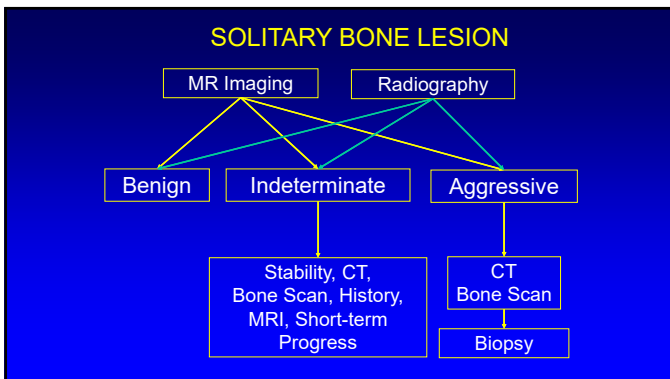 SOLITARY BONE LESION
MR Imaging
Radiography
Benign
Indeterminate
Aggressive
Stability, CT,
Bone Scan, History,
MRI, Short-term
Progress
CT
Bone Scan
Biopsy